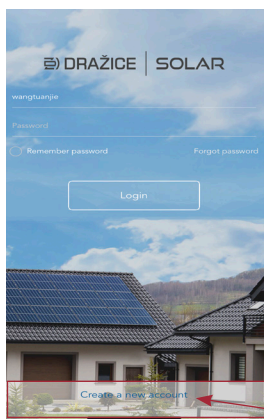 DRAŽICE | SOLAR
wangtuanjie
Password
Remember password Forgot password
Login
Create a new account